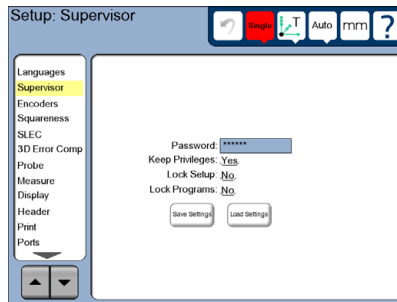 Setup: Supervisor
Single
T
Auto
mm
?
Languages
Supervisor
Encoders
Squareness
SLEC
3D Error Comp
Probe
Measure
Display
Header
Print
Ports
Password: ******
Keep Privileges: Yes.
Lock Setup: No.
Lock Programs: No.
Save Settings
Load Settings